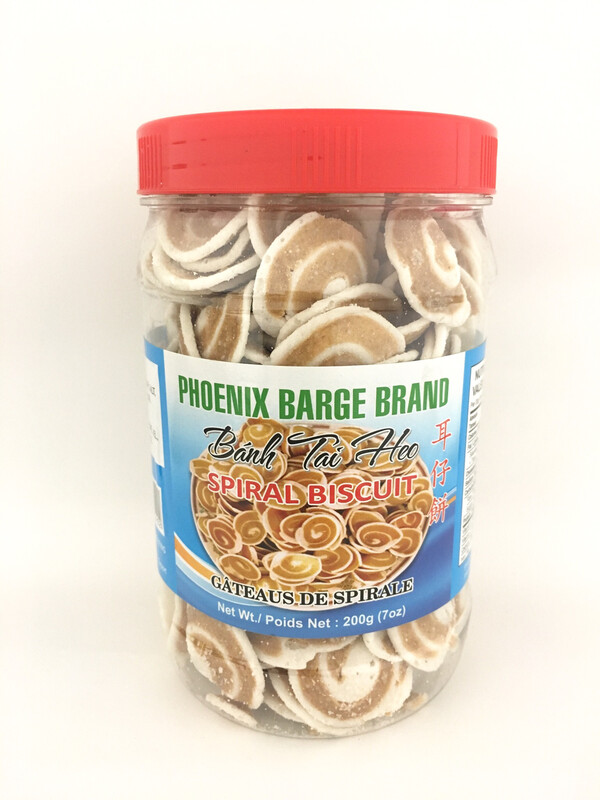 PHOENIX BARGE BRAND
Bánh Tai Heo
SPIRAL BISCUIT
耳仔餅
GÂTEAUS DE SPIRALE
Net Wt./ Poids Net : 200g (7oz)